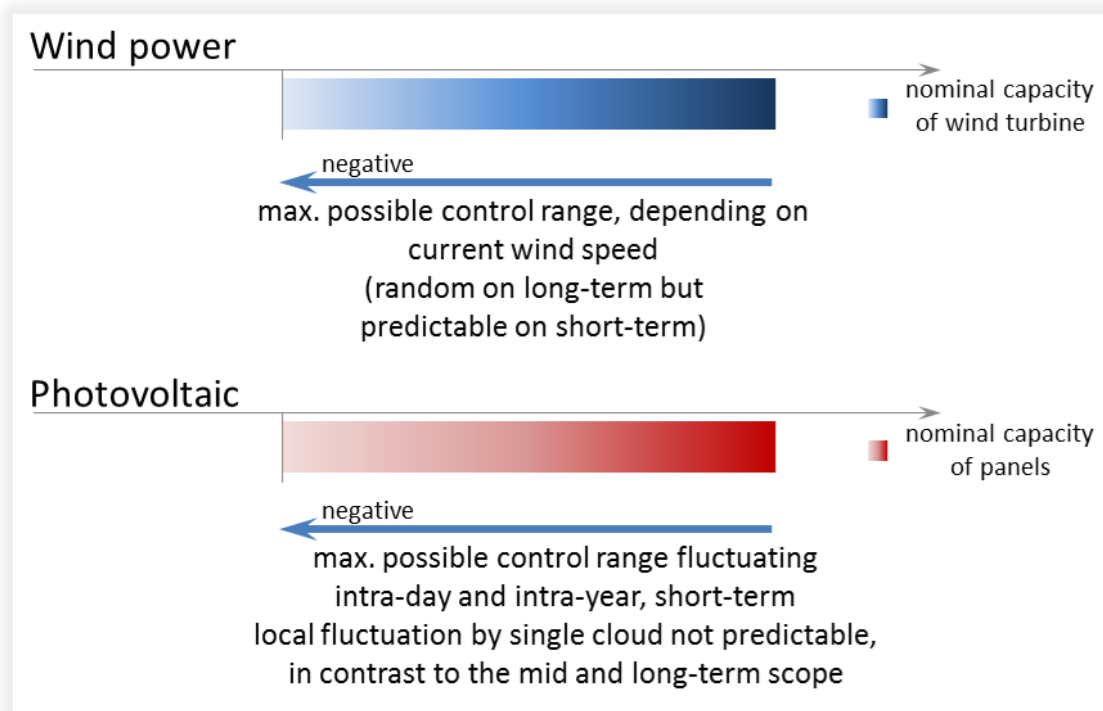 Wind power
nominal capacity
of wind turbine
negative
max. possible control range, depending on
current wind speed
(random on long-term but
predictable on short-term)
Photovoltaic
nominal capacity
of panels
negative
max. possible control range fluctuating
intra-day and intra-year, short-term
local fluctuation by single cloud not predictable,
in contrast to the mid and long-term scope